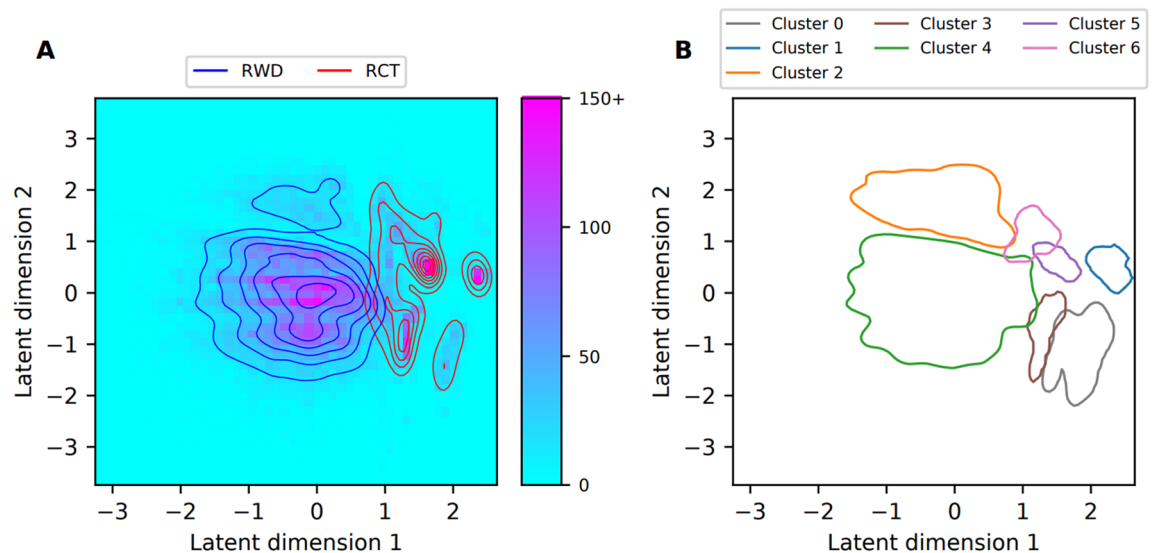 A
RWD RCT
Latent dimension 2
3
2
1
0
−1
−2
−3
−3 −2 −1 0 1 2
Latent dimension 1
150+
100
50
0
B
Cluster 0 Cluster 3 Cluster 5
Cluster 1 Cluster 4 Cluster 6
Cluster 2
Latent dimension 2
3
2
1
0
−1
−2
−3
−3 −2 −1 0 1 2
Latent dimension 1